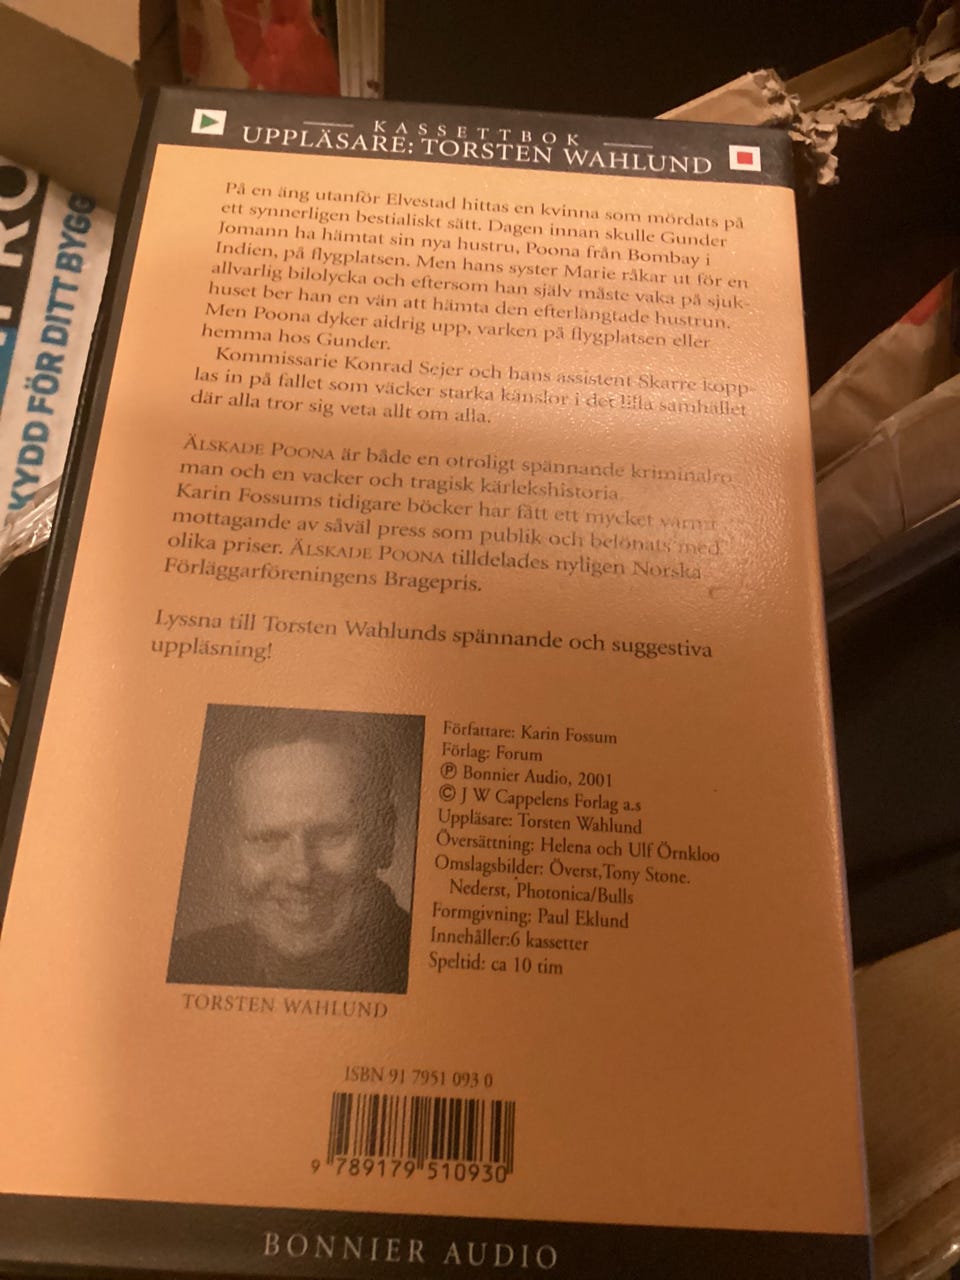 KASSETTBOK
UPPLÄSARE: TORSTEN WAHLUND
På en äng utanför Elvestad hittas en kvinna som mördats på
ett synnerligen bestialiskt sätt. Dagen innan skulle Gunder
Jomann ha hämtat sin nya hustru, Poona från Bombay i
Indien, på flygplatsen. Men hans syster Marie råkar ut för en
allvarlig bilolycka och eftersom han själv måste vaka på sjuk-
huset ber han en vän att hämta den efterlängtade hustrun.
Men Poona dyker aldrig upp, varken på flygplatsen eller
hemma hos Gunder.
Kommissarie Konrad Sejer och hans assistent Skarre kopp-
las in på fallet som väcker starka känslor i det lilla samhället
där alla tror sig veta allt om alla.
ÄLSKADE POONA är både en otroligt spännande kriminalro
man och en vacker och tragisk kärlekshistoria.
Karin Fossums tidigare böcker har fått ett mycket varmt
mottagande av såväl press som publik och belönats med
olika priser. ÄLSKADE POONA tilldelades nyligen Norska
Förläggarföreningens Bragepris.
Lyssna till Torsten Wahlunds spännande och suggestiva
uppläsning!
Författare: Karin Fossum
Förlag: Forum
Ⓟ Bonnier Audio, 2001
© J W Cappelens Forlag a.s
Uppläsare: Torsten Wahlund
Översättning: Helena och Ulf Örnkloo
Omslagsbilder: Överst,Tony Stone.
Nederst, Photonica/Bulls
Formgivning: Paul Eklund
Innehåller:6 kassetter
Speltid: ca 10 tim
TORSTEN WAHLUND
ISBN 91 7951 093 0
9 789179 510930
BONNIER AUDIO
KYDD FÖR DITT BYGG